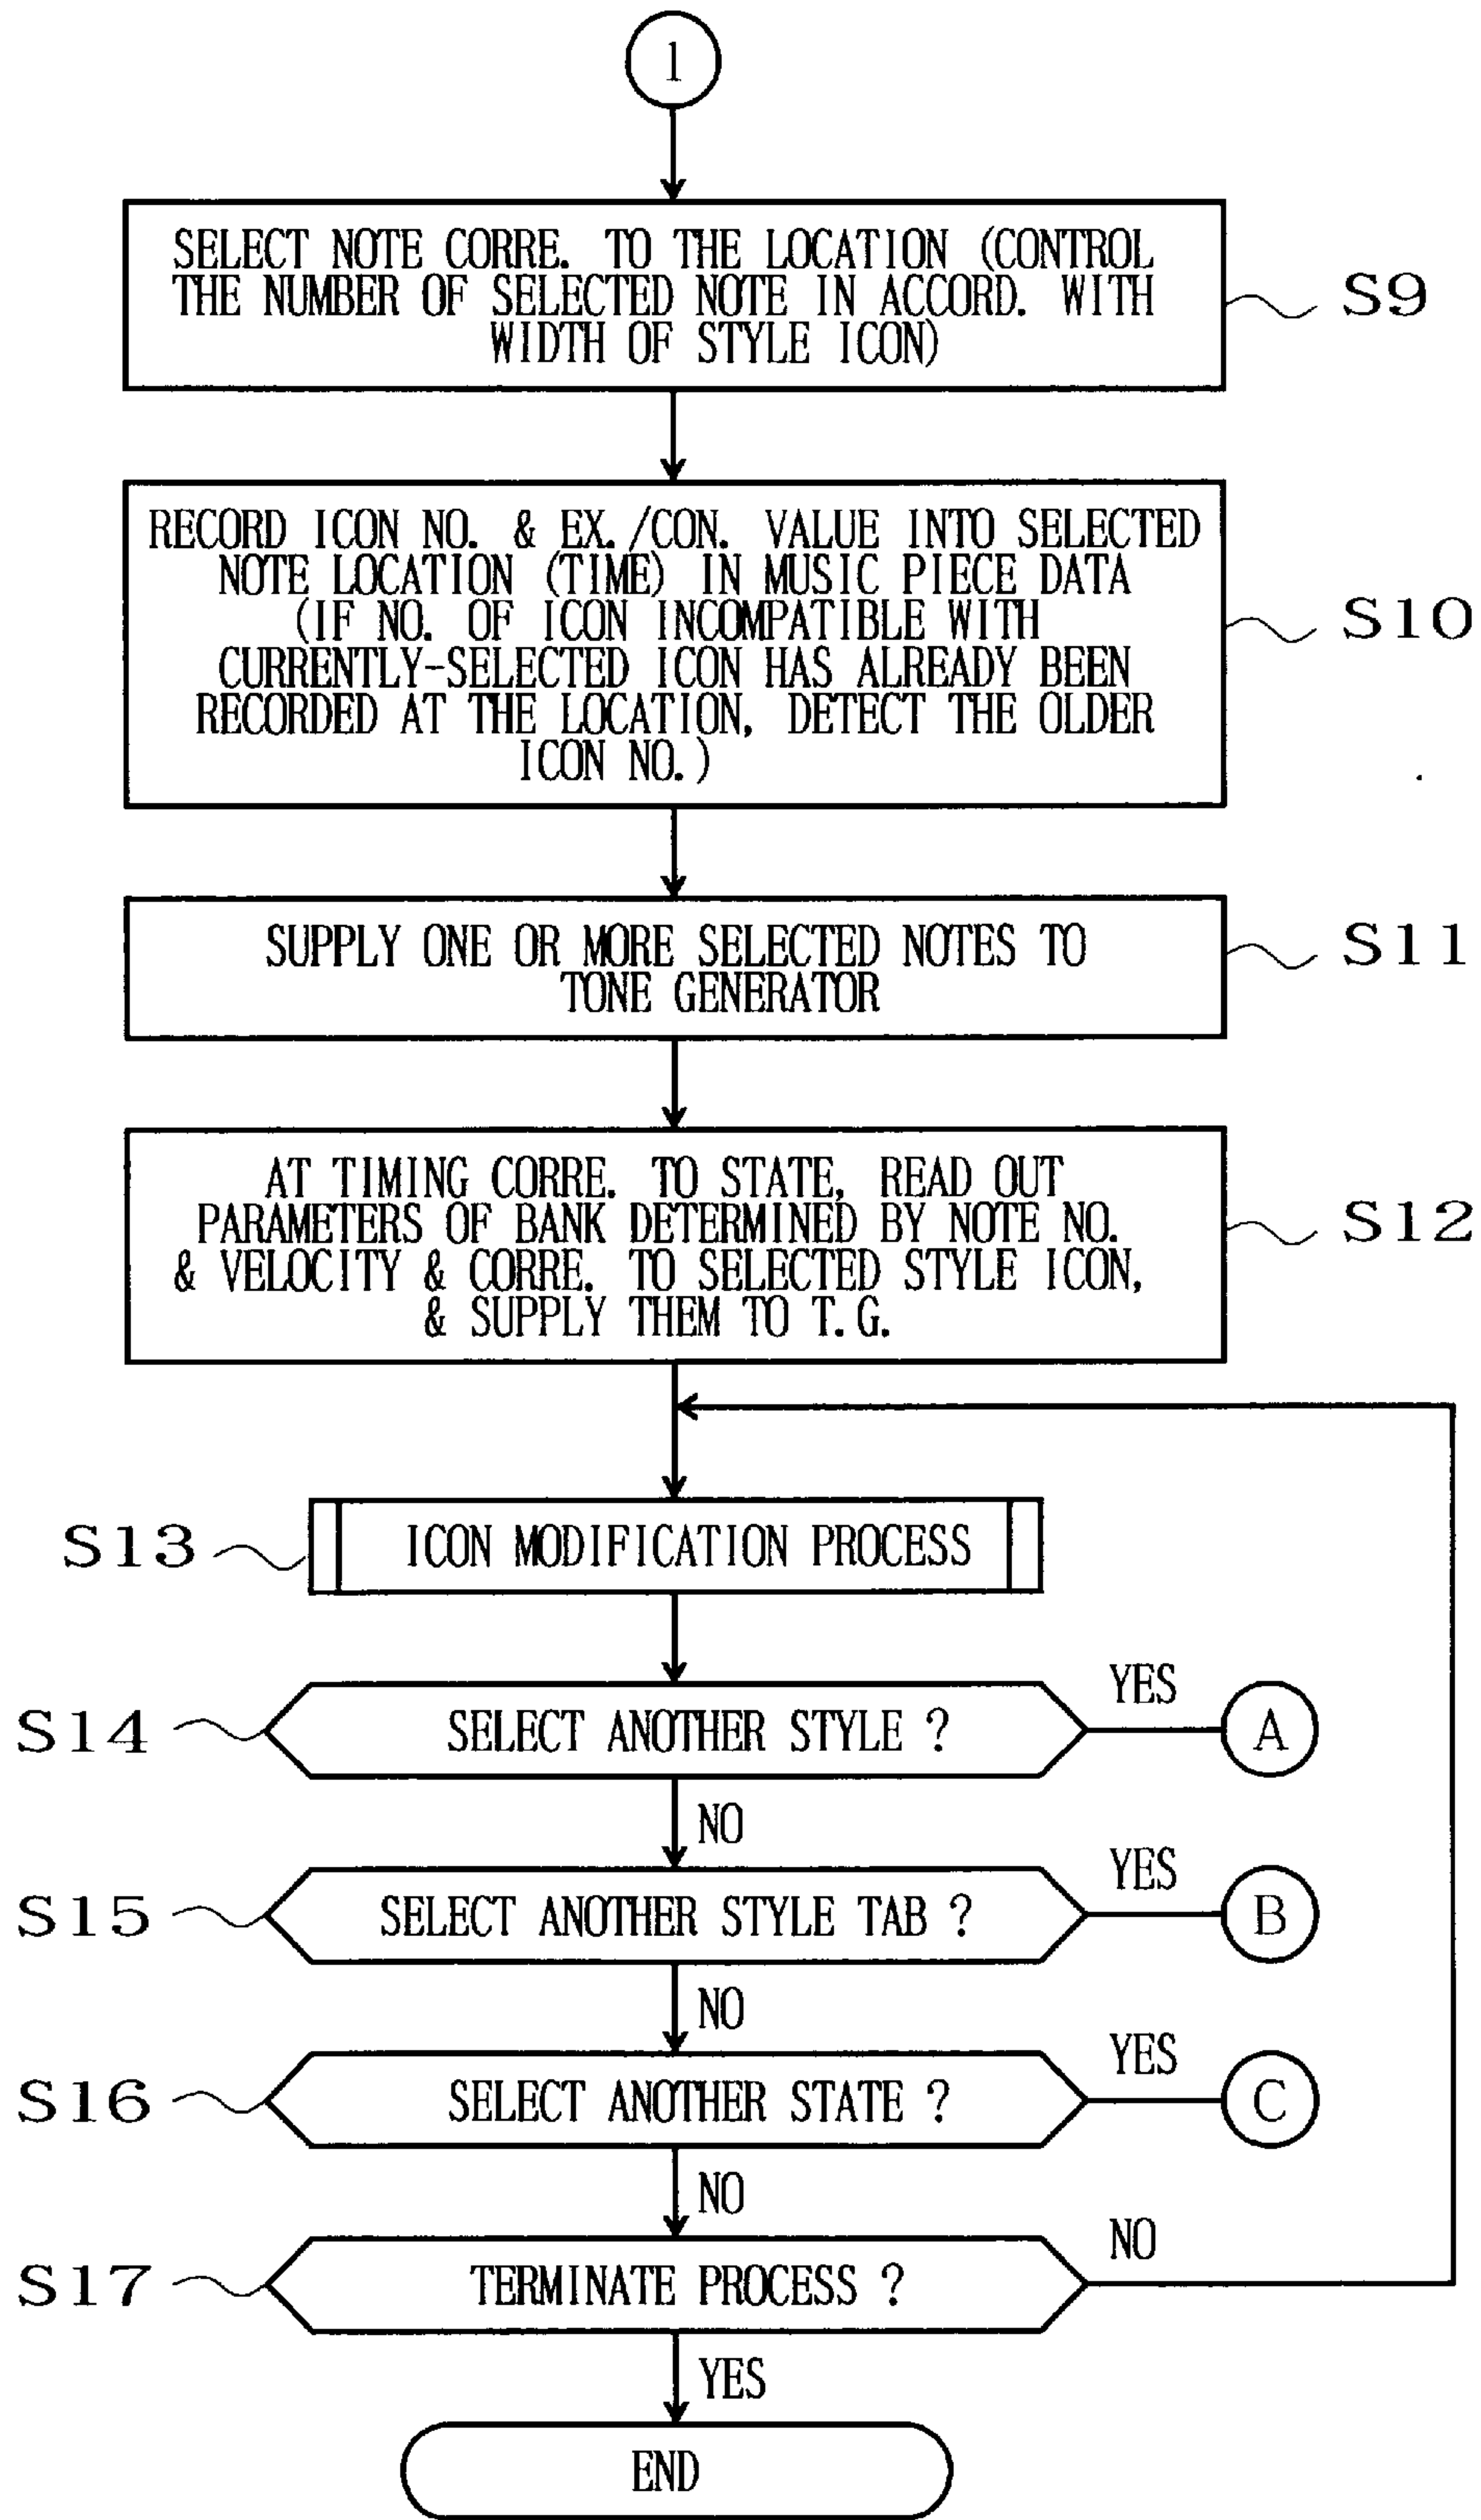 1
SELECT NOTE CORRE. TO THE LOCATION (CONTROL
THE NUMBER OF SELECTED NOTE IN ACCORD. WITH
WIDTH OF STYLE ICON)
S9
RECORD ICON NO. & EX./CON. VALUE INTO SELECTED
NOTE LOCATION (TIME) IN MUSIC PIECE DATA
(IF NO. OF ICON INCOMPATIBLE WITH
CURRENTLY-SELECTED ICON HAS ALREADY BEEN
RECORDED AT THE LOCATION, DETECT THE OLDER
ICON NO.)
S10
SUPPLY ONE OR MORE SELECTED NOTES TO
TONE GENERATOR
S11
AT TIMING CORRE. TO STATE, READ OUT
PARAMETERS OF BANK DETERMINED BY NOTE NO.
& VELOCITY & CORRE. TO SELECTED STYLE ICON,
& SUPPLY THEM TO T.G.
S12
S13
ICON MODIFICATION PROCESS
S14
SELECT ANOTHER STYLE ?
YES
A
NO
S15
SELECT ANOTHER STYLE TAB ?
YES
B
NO
S16
SELECT ANOTHER STATE ?
YES
C
NO
S17
TERMINATE PROCESS ?
NO
YES
END